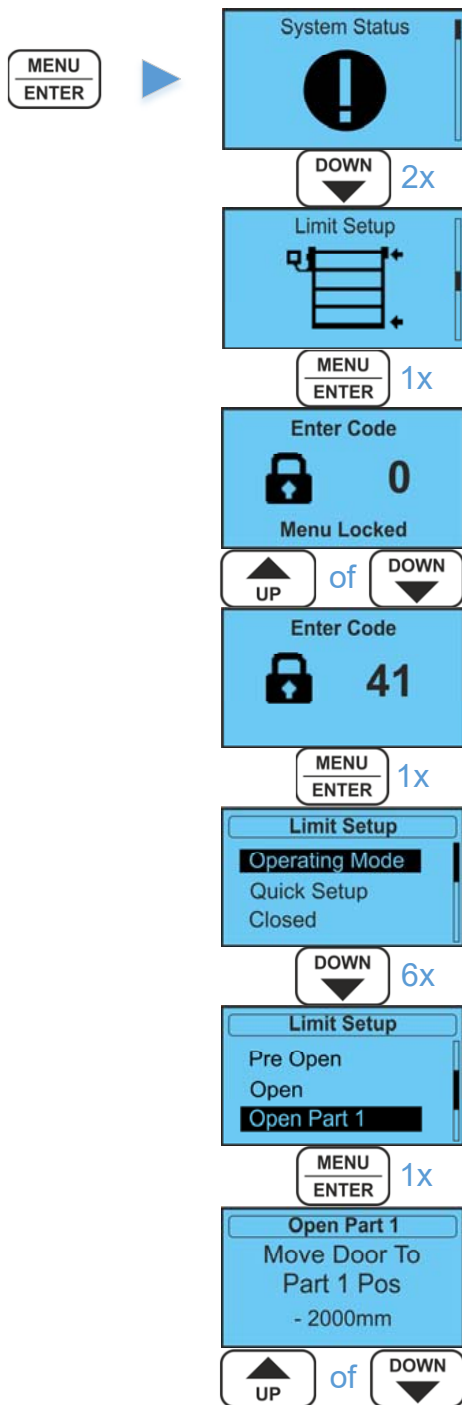 MENU
ENTER
System Status
DOWN
2x
Limit Setup
MENU
ENTER
1x
Enter Code
0
Menu Locked
UP
of
DOWN
Enter Code
41
MENU
ENTER
1x
Limit Setup
Operating Mode
Quick Setup
Closed
DOWN
6x
Limit Setup
Pre Open
Open
Open Part 1
MENU
ENTER
1x
Open Part 1
Move Door To
Part 1 Pos
- 2000mm
UP
of
DOWN